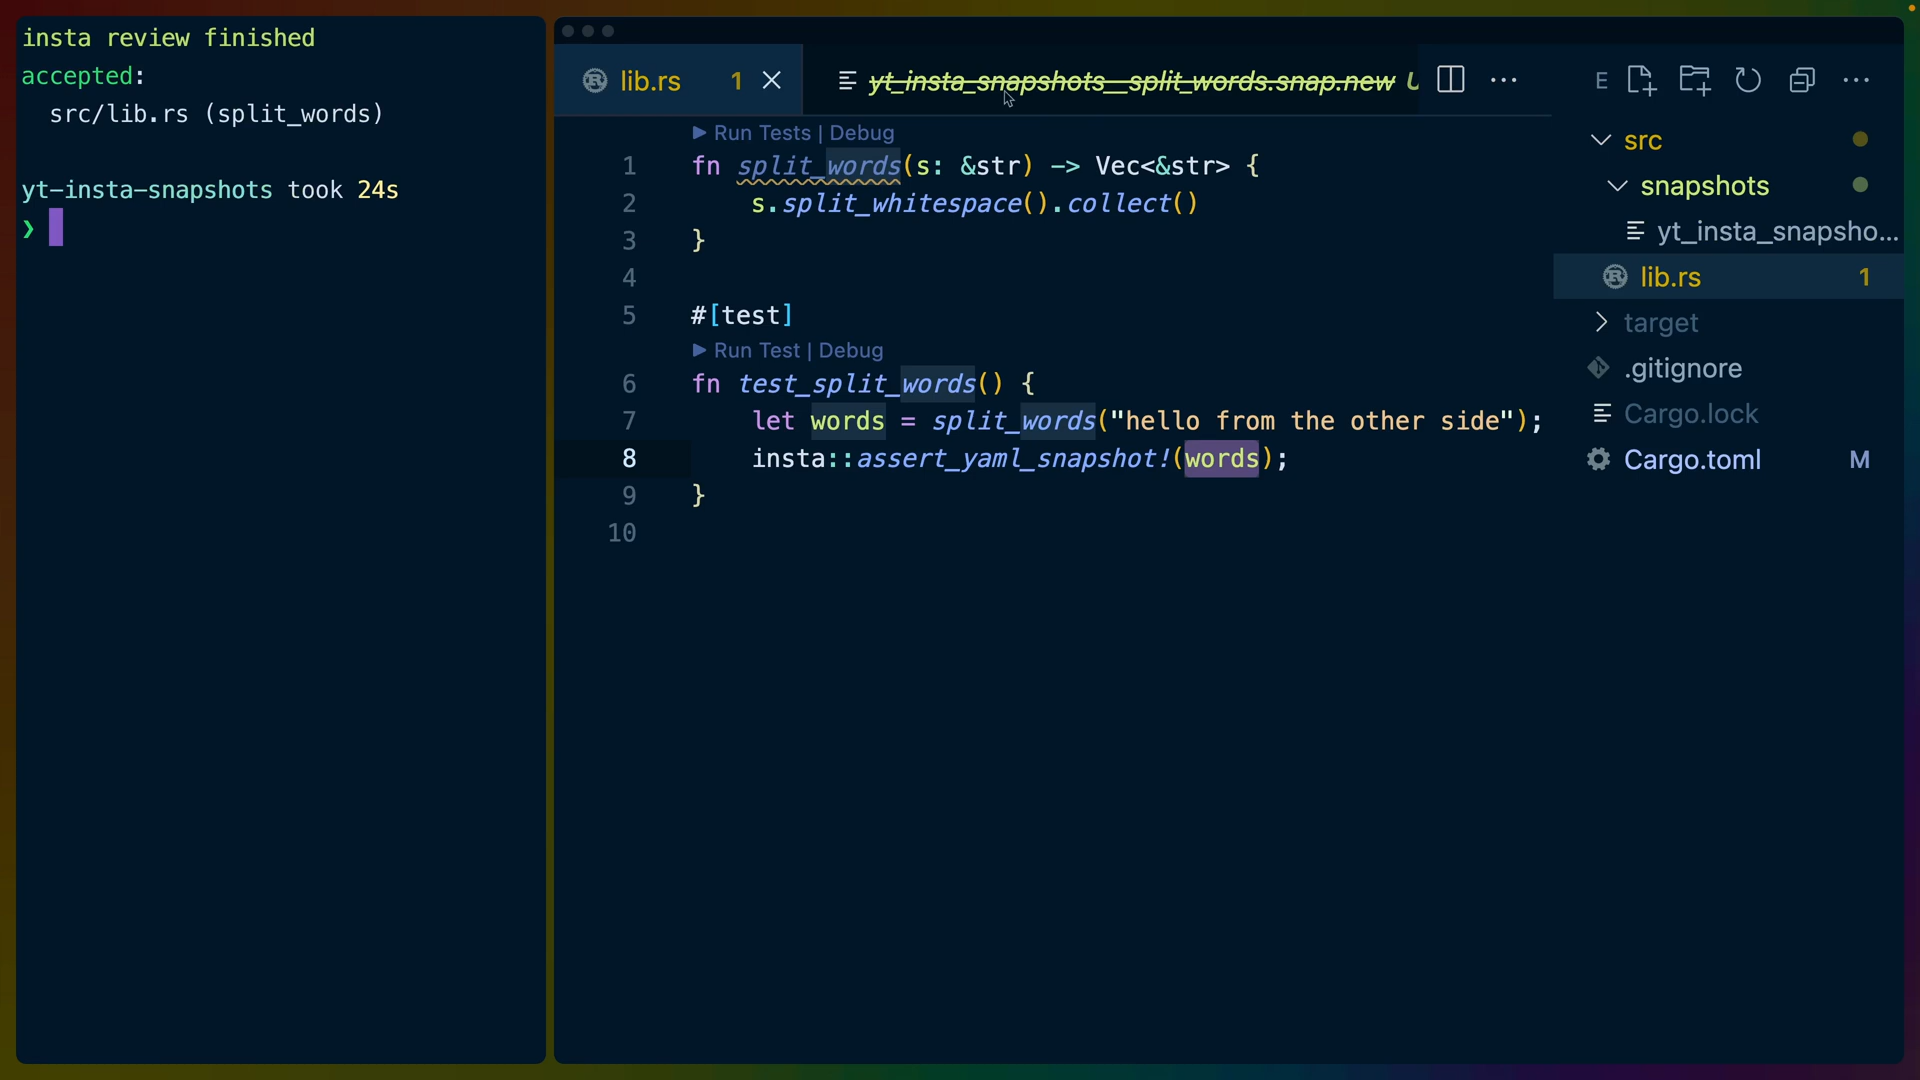 insta review finished
accepted:
src/lib.rs (split_words)
yt-insta-snapshots took 24s
❯
lib.rs 1
yt_insta_snapshots__split_words.snap.new U
Run Tests | Debug
1 fn split_words(s: &str) -> Vec<&str> {
2 s.split_whitespace().collect()
3 }
4
5 #[test]
Run Test | Debug
6 fn test_split_words() {
7 let words = split_words("hello from the other side");
8 insta::assert_yaml_snapshot!(words);
9 }
10
E
src
snapshots
yt_insta_snapsho...
lib.rs 1
target
.gitignore
Cargo.lock
Cargo.toml M